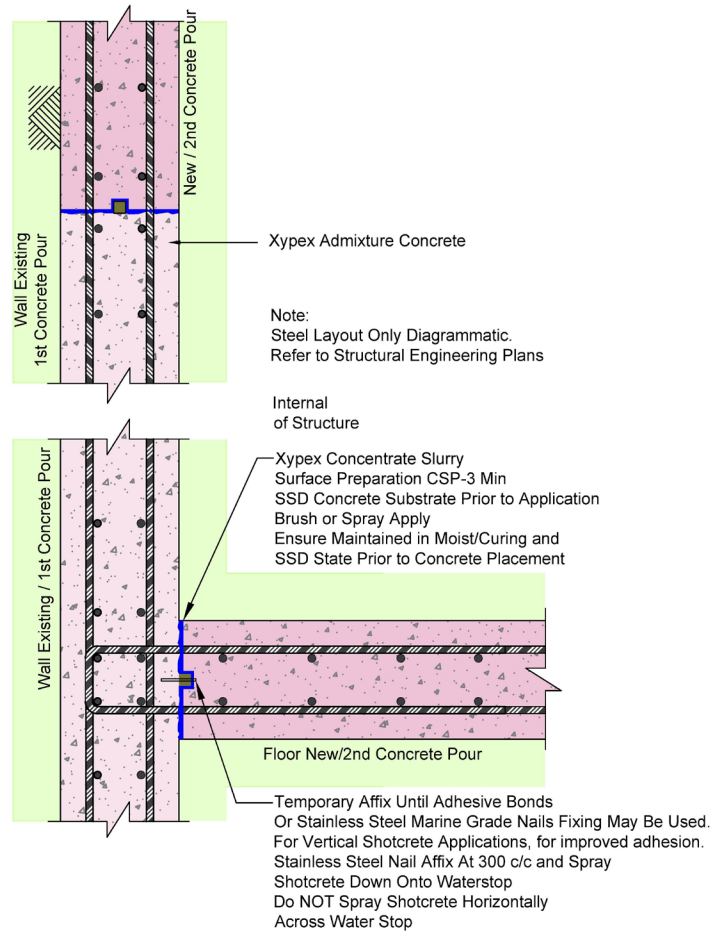 New / 2nd Concrete Pour
Wall Existing
1st Concrete Pour
Xypex Admixture Concrete
Note:
Steel Layout Only Diagrammatic.
Refer to Structural Engineering Plans
Internal
of Structure
Wall Existing / 1st Concrete Pour
Xypex Concentrate Slurry
Surface Preparation CSP-3 Min
SSD Concrete Substrate Prior to Application
Brush or Spray Apply
Ensure Maintained in Moist/Curing and
SSD State Prior to Concrete Placement
Floor New/2nd Concrete Pour
Temporary Affix Until Adhesive Bonds
Or Stainless Steel Marine Grade Nails Fixing May Be Used.
For Vertical Shotcrete Applications, for improved adhesion.
Stainless Steel Nail Affix At 300 c/c and Spray
Shotcrete Down Onto Waterstop
Do NOT Spray Shotcrete Horizontally
Across Water Stop